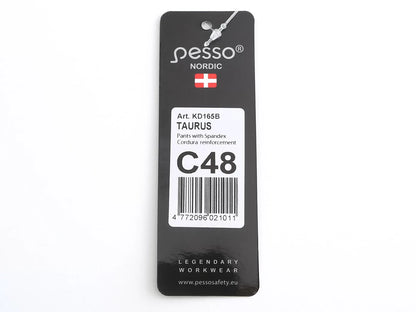 pesso®
NORDIC
Art. KD165B
TAURUS
Pants with Spandex
Cordura reinforcement
C48
4 772096 021011
LEGENDARY
WORKWEAR
www.pessosafety.eu